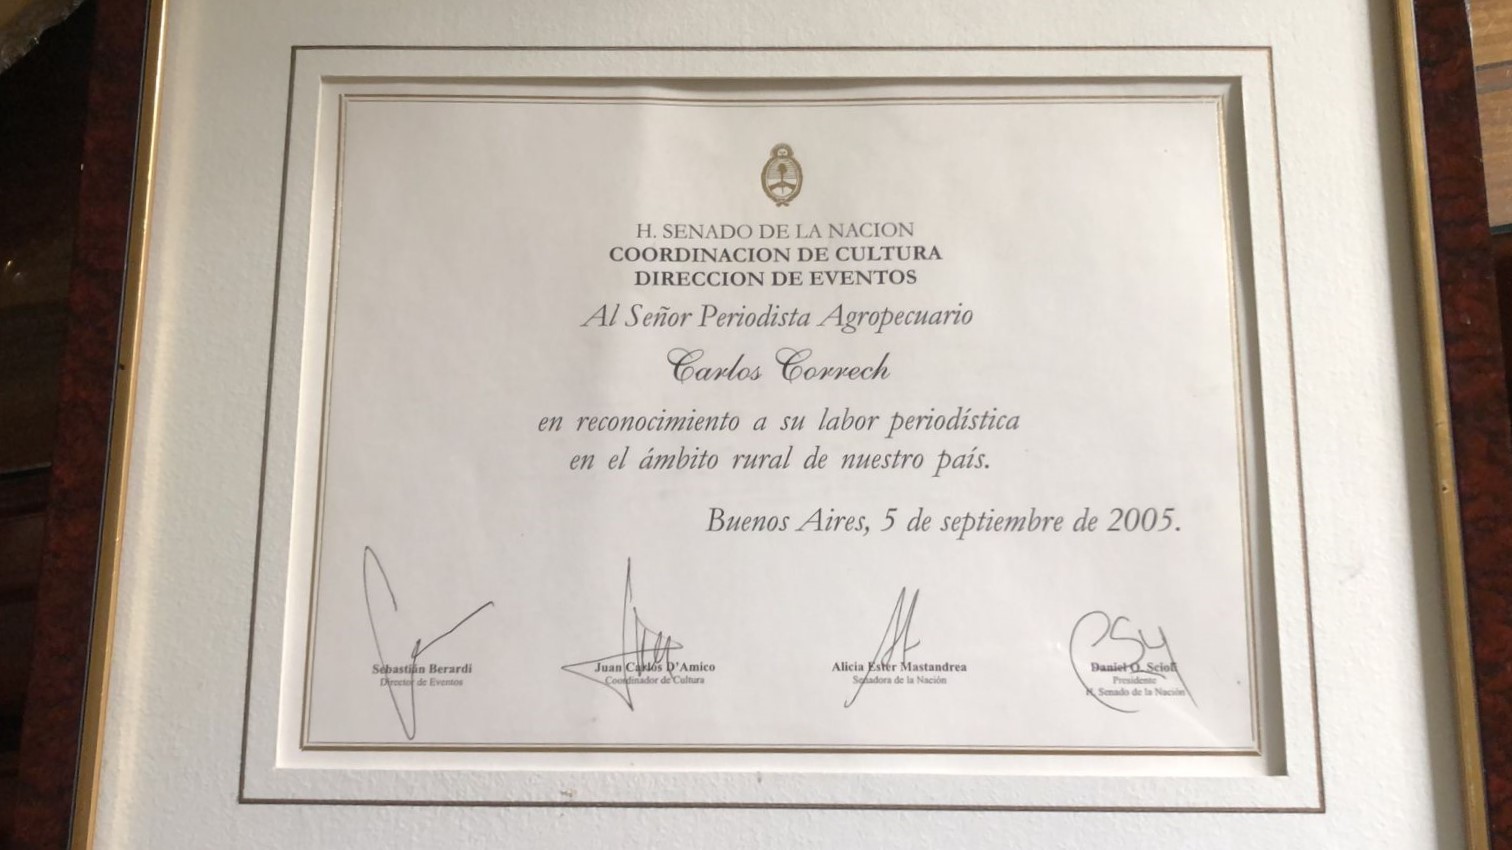 H. SENADO DE LA NACION
COORDINACION DE CULTURA
DIRECCION DE EVENTOS
Al Señor Periodista Agropecuario
Carlos Correch
en reconocimiento a su labor periodística
en el ámbito rural de nuestro país.
Buenos Aires, 5 de septiembre de 2005.
Sebastián Berardi
Director de Eventos
Juan Carlos D'Amico
Coordinador de Cultura
Alicia Ester Mastandrea
Senadora de la Nación
Daniel O. Scioli
Presidente
H. Senado de la Nación